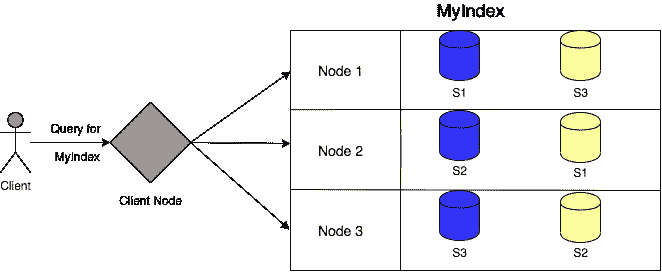 MyIndex
Node 1
S1
S3
Query for
MyIndex
Client
Client Node
Node 2
S2
S1
Node 3
S3
S2